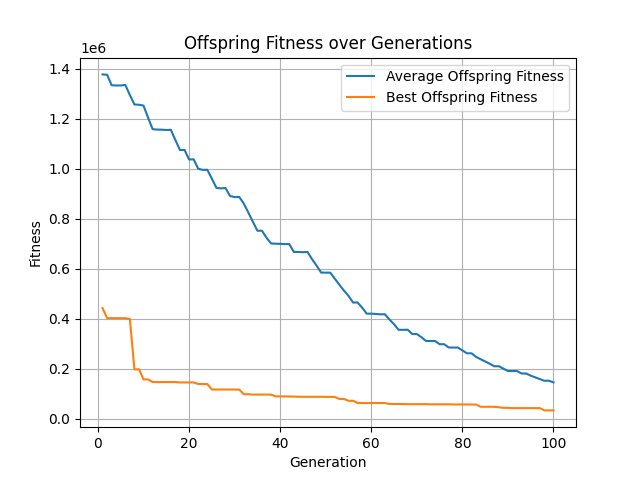 Offspring Fitness over Generations
1e6
Average Offspring Fitness
Best Offspring Fitness
1.4
1.2
1.0
0.8
0.6
0.4
0.2
0.0
Fitness
0 20 40 60 80 100
Generation